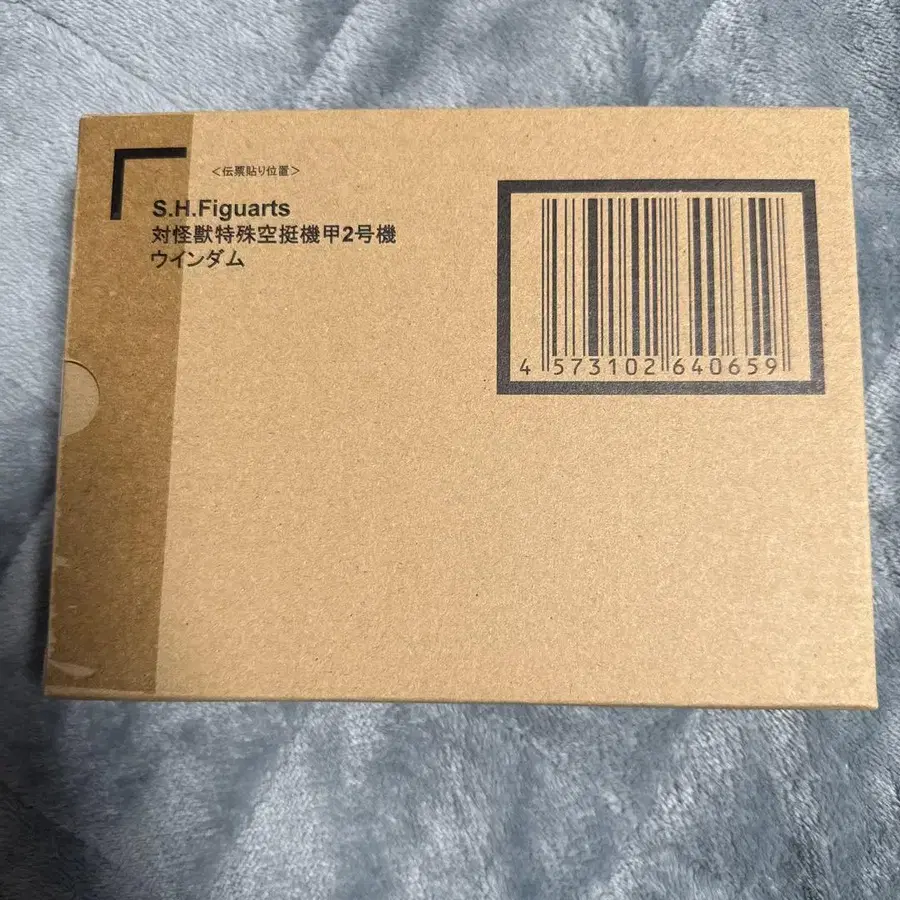 ＜伝票貼り位置＞
S.H.Figuarts
対怪獣特殊空挺機甲2号機
ウインダム
4 573102 640659